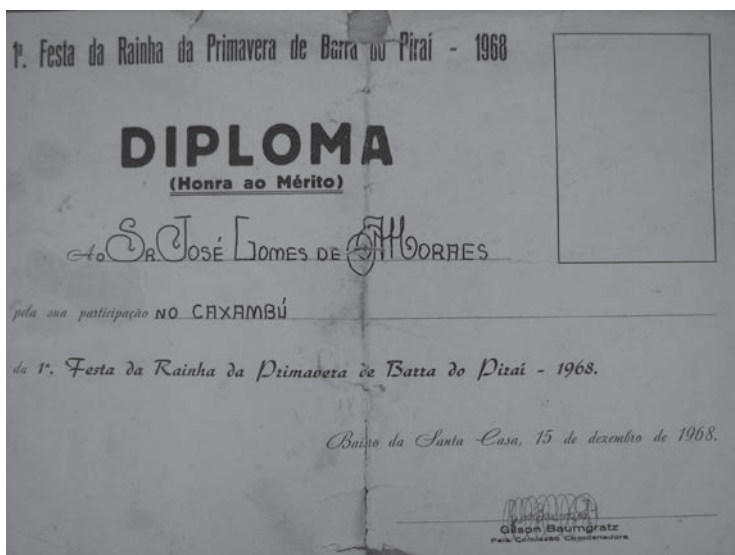 1ª. Festa da Rainha da Primavera de Barra do Piraí - 1968
DIPLOMA
(Honra ao Mérito)
Ao Sr. José Gomes de Moraes
pela sua participação NO CAXAMBÚ
da 1ª. Festa da Rainha da Primavera de Barra do Piraí - 1968.
Bairro da Santa Casa, 15 de dezembro de 1968.
Gilson Baumgratz
Pela Comissão Coordenadora